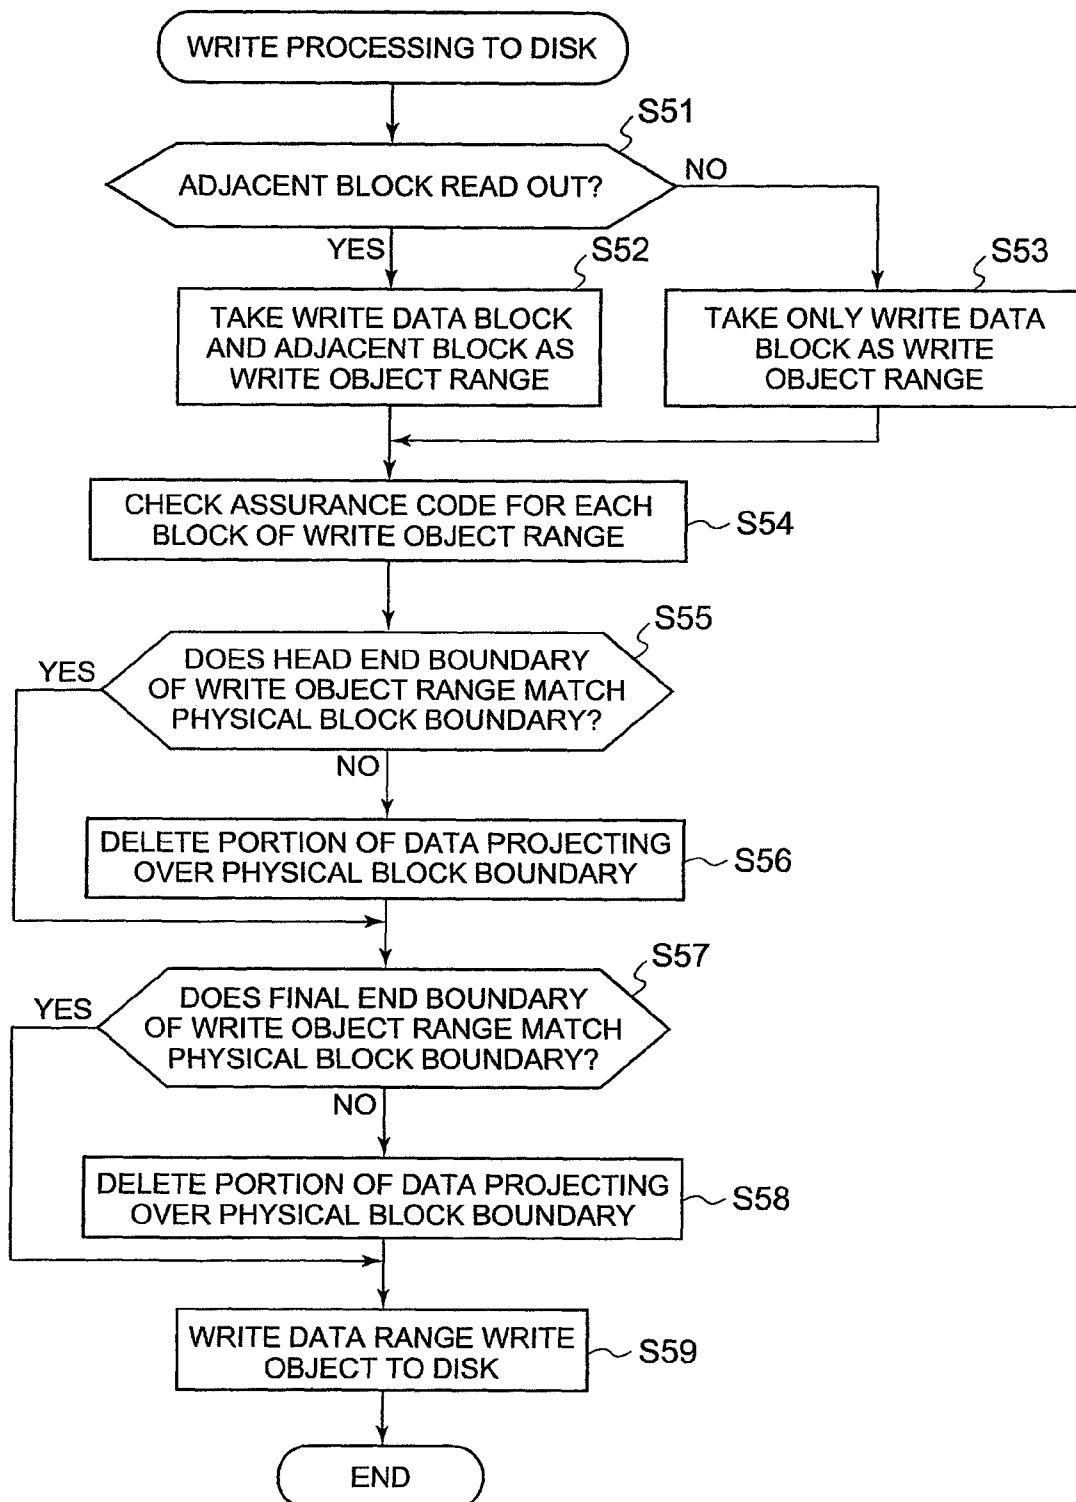 WRITE PROCESSING TO DISK
S51
ADJACENT BLOCK READ OUT?
NO
YES
S52
S53
TAKE WRITE DATA BLOCK
AND ADJACENT BLOCK AS
WRITE OBJECT RANGE
TAKE ONLY WRITE DATA
BLOCK AS WRITE
OBJECT RANGE
CHECK ASSURANCE CODE FOR EACH
BLOCK OF WRITE OBJECT RANGE
S54
S55
YES
DOES HEAD END BOUNDARY
OF WRITE OBJECT RANGE MATCH
PHYSICAL BLOCK BOUNDARY?
NO
DELETE PORTION OF DATA PROJECTING
OVER PHYSICAL BLOCK BOUNDARY
S56
S57
YES
DOES FINAL END BOUNDARY
OF WRITE OBJECT RANGE MATCH
PHYSICAL BLOCK BOUNDARY?
NO
DELETE PORTION OF DATA PROJECTING
OVER PHYSICAL BLOCK BOUNDARY
S58
WRITE DATA RANGE WRITE
OBJECT TO DISK
S59
END